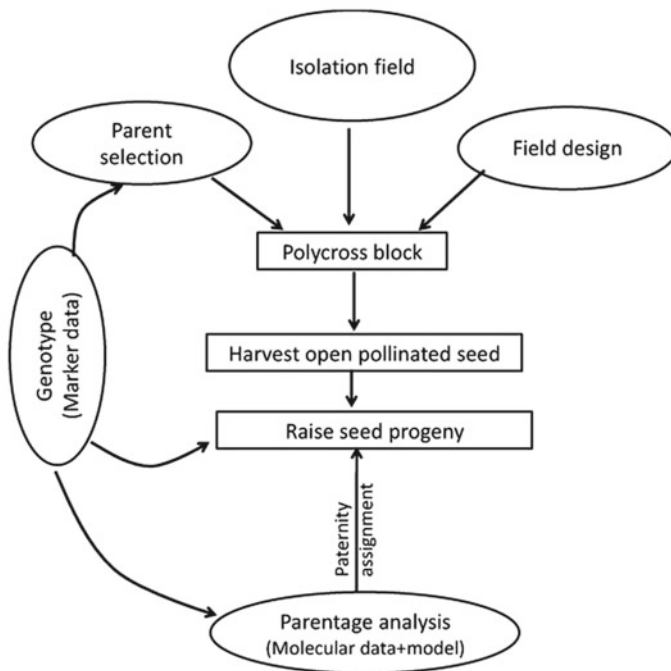 Isolation field
Parent
selection
Field design
Polycross block
Genotype
(Marker data)
Harvest open pollinated seed
Raise seed progeny
Paternity
assignment
Parentage analysis
(Molecular data+model)